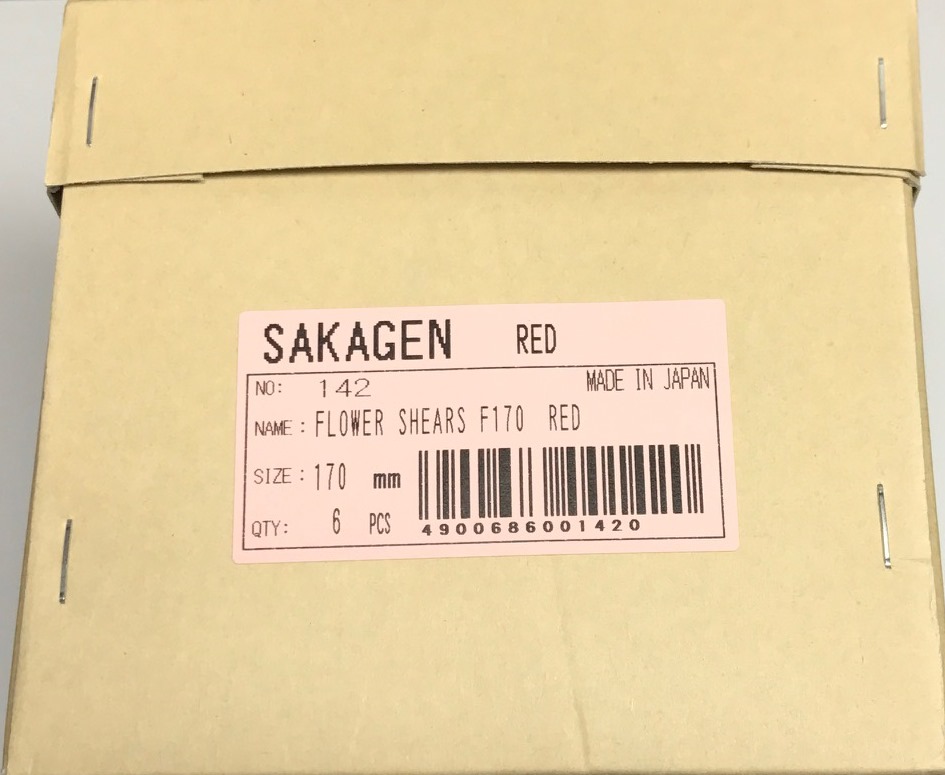 SAKAGEN RED
NO: 142 MADE IN JAPAN
NAME : FLOWER SHEARS F170 RED
SIZE : 170 mm
QTY: 6 PCS
4900686001420